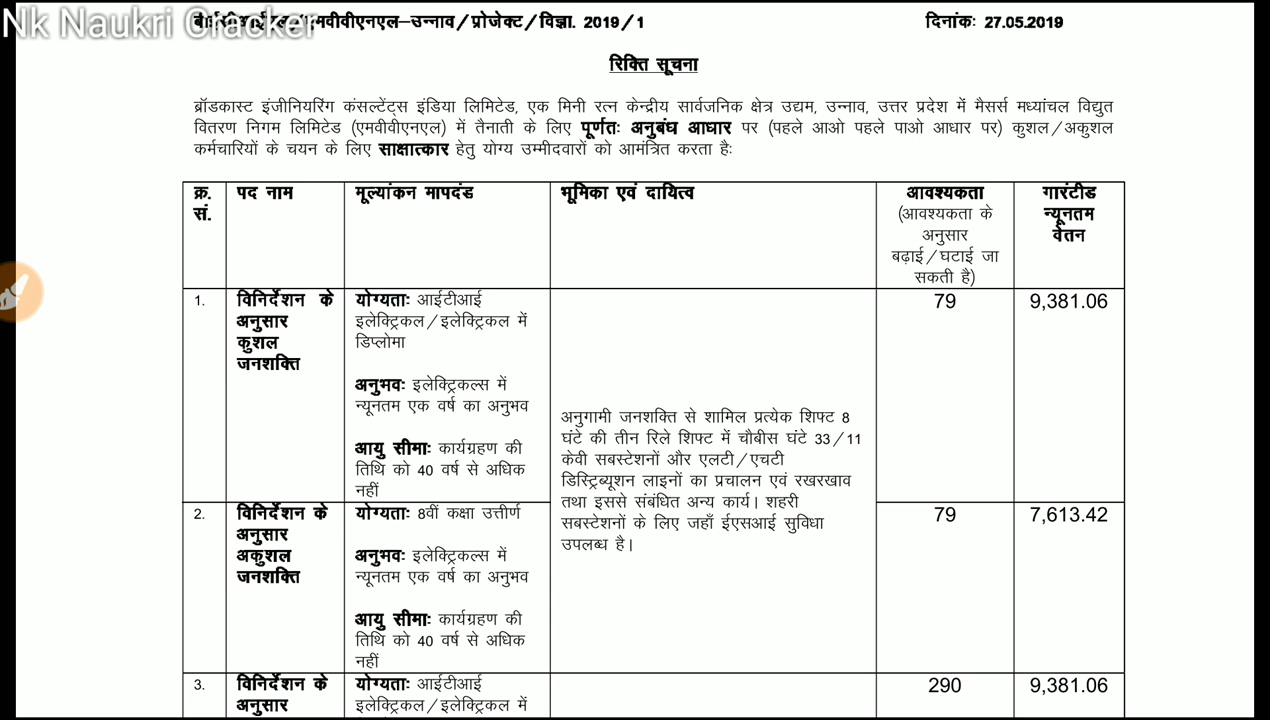 Nk Naukri Cracker
बीईसीआईएल/एमवीवीएनएल–उन्नाव/प्रोजेक्ट/विज्ञा. 2019/1 दिनांकः 27.05.2019
रिक्ति सूचना
ब्रॉडकास्ट इंजीनियरिंग कंसल्टेंट्स इंडिया लिमिटेड, एक मिनी रत्न केन्द्रीय सार्वजनिक क्षेत्र उद्यम, उन्नाव, उत्तर प्रदेश में मैसर्स मध्यांचल विद्युत
वितरण निगम लिमिटेड (एमवीवीएनएल) में तैनाती के लिए पूर्णतः अनुबंध आधार पर (पहले आओ पहले पाओ आधार पर) कुशल/अकुशल
कर्मचारियों के चयन के लिए साक्षात्कार हेतु योग्य उम्मीदवारों को आमंत्रित करता हैः
क्र.
सं.
पद नाम
मूल्यांकन मापदंड
भूमिका एवं दायित्व
आवश्यकता
(आवश्यकता के
अनुसार
बढ़ाई/घटाई जा
सकती है)
गारंटीड
न्यूनतम
वेतन
1.
विनिर्देशन के
अनुसार
कुशल
जनशक्ति
योग्यताः आईटीआई
इलेक्ट्रिकल/इलेक्ट्रिकल में
डिप्लोमा
अनुभवः इलेक्ट्रिकल्स में
न्यूनतम एक वर्ष का अनुभव
आयु सीमाः कार्यग्रहण की
तिथि को 40 वर्ष से अधिक
नहीं
अनुगामी जनशक्ति से शामिल प्रत्येक शिफ्ट 8
घंटे की तीन रिले शिफ्ट में चौबीस घंटे 33/11
केवी सबस्टेशनों और एलटी/एचटी
डिस्ट्रिब्यूशन लाइनों का प्रचालन एवं रखरखाव
तथा इससे संबंधित अन्य कार्य। शहरी
सबस्टेशनों के लिए जहाँ ईएसआई सुविधा
उपलब्ध है।
79
9,381.06
2.
विनिर्देशन के
अनुसार
अकुशल
जनशक्ति
योग्यताः 8वीं कक्षा उत्तीर्ण
अनुभवः इलेक्ट्रिकल्स में
न्यूनतम एक वर्ष का अनुभव
आयु सीमाः कार्यग्रहण की
तिथि को 40 वर्ष से अधिक
नहीं
79
7,613.42
3.
विनिर्देशन के
अनुसार
योग्यताः आईटीआई
इलेक्ट्रिकल/इलेक्ट्रिकल में
290
9,381.06